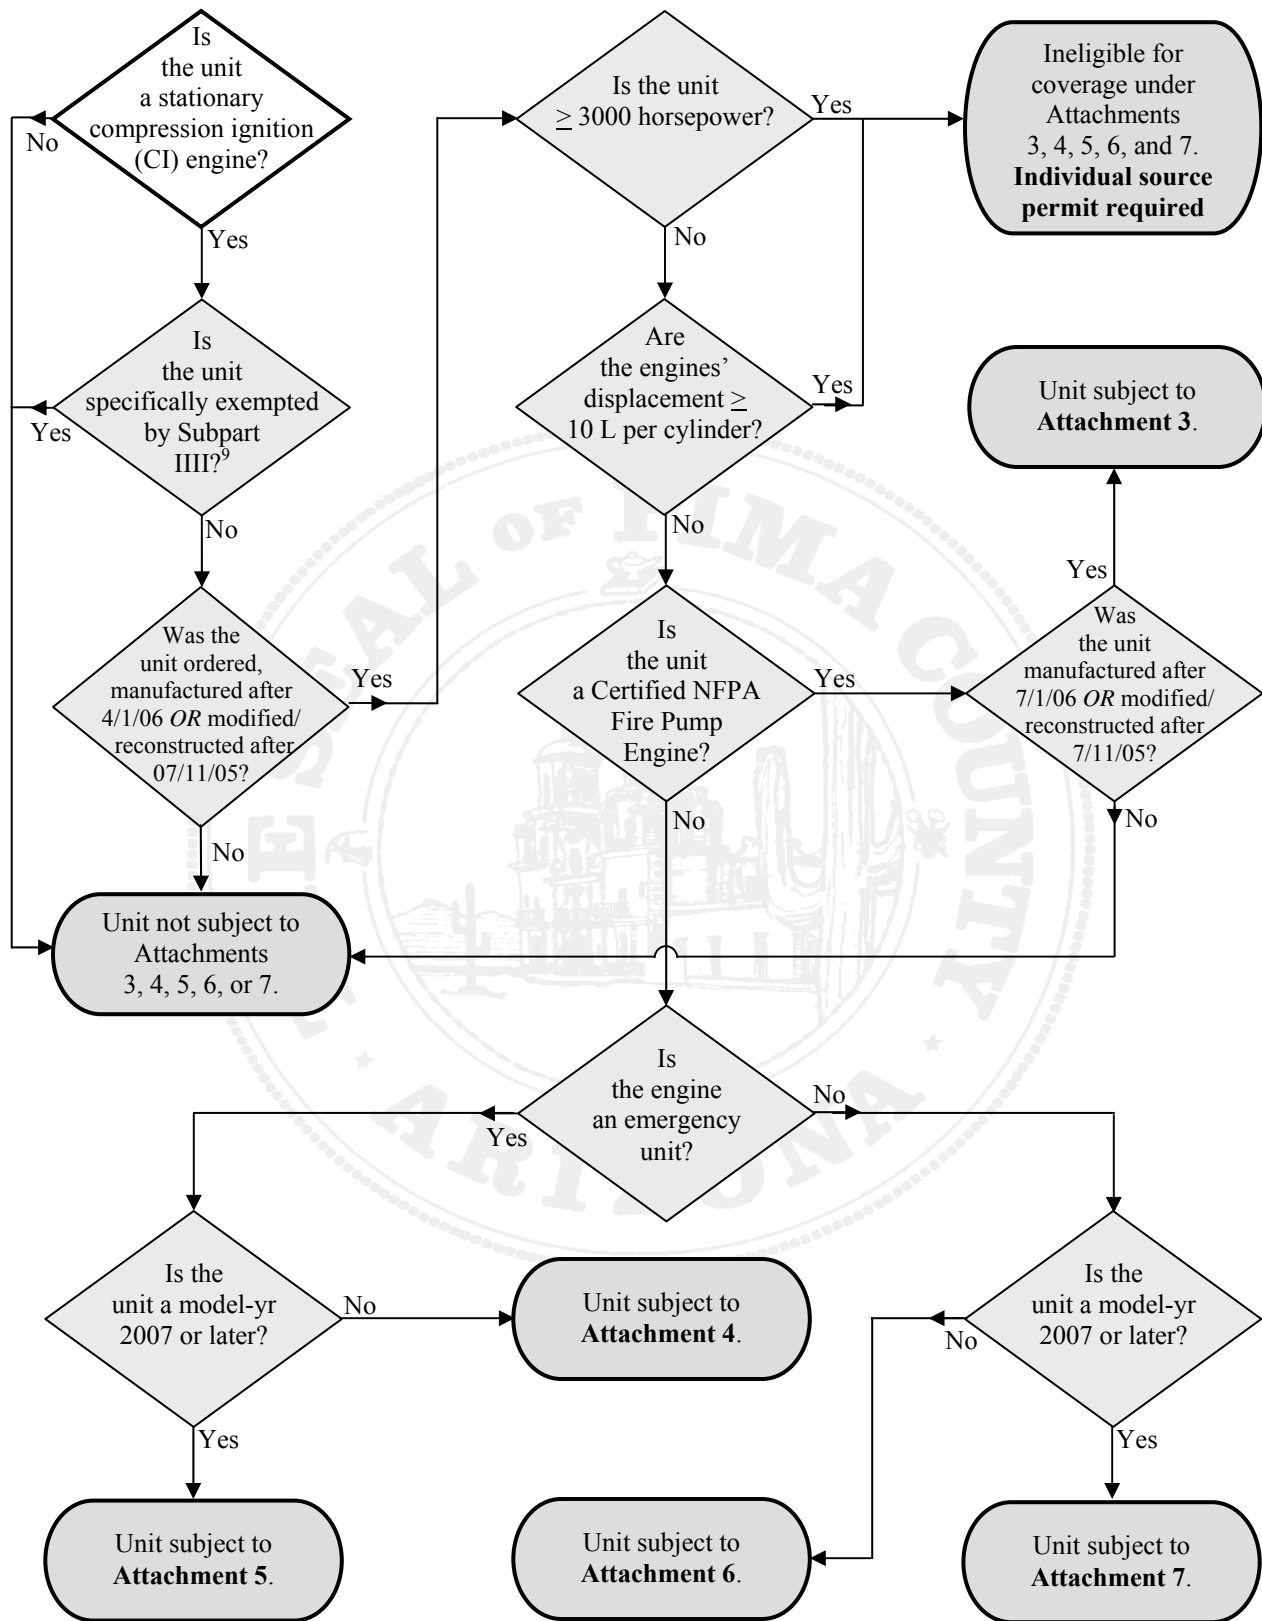 Is
the unit
a stationary
compression ignition
(CI) engine?
No
Yes
Is
the unit
specifically exempted
by Subpart
IIII?9
Yes
No
Was the
unit ordered,
manufactured after
4/1/06 OR modified/
reconstructed after
07/11/05?
Yes
No
Unit not subject to
Attachments
3, 4, 5, 6, or 7.
Is the unit
≥ 3000 horsepower?
Yes
No
Ineligible for
coverage under
Attachments
3, 4, 5, 6, and 7.
Individual source
permit required
Are
the engines’
displacement ≥
10 L per cylinder?
Yes
No
Is
the unit
a Certified NFPA
Fire Pump
Engine?
Yes
No
Was
the unit
manufactured after
7/1/06 OR modified/
reconstructed after
7/11/05?
Yes
No
Unit subject to
Attachment 3.
Is
the engine
an emergency
unit?
Yes
No
Is the
unit a model-yr
2007 or later?
No
Yes
Unit subject to
Attachment 4.
Is the
unit a model-yr
2007 or later?
No
Yes
Unit subject to
Attachment 5.
Unit subject to
Attachment 6.
Unit subject to
Attachment 7.
SEAL OF PIMA COUNTY
ARIZONA